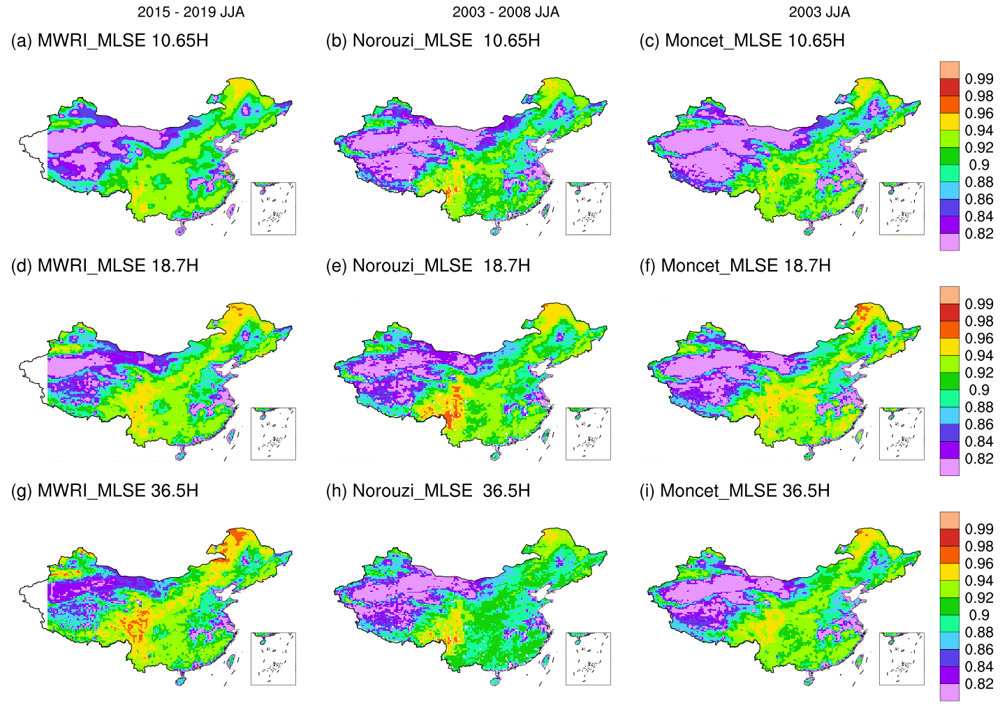 2015 - 2019 JJA
2003 - 2008 JJA
2003 JJA
(a) MWRI_MLSE 10.65H
(b) Norouzi_MLSE 10.65H
(c) Moncet_MLSE 10.65H
0.99
0.98
0.96
0.94
0.92
0.9
0.88
0.86
0.84
0.82
(d) MWRI_MLSE 18.7H
(e) Norouzi_MLSE 18.7H
(f) Moncet_MLSE 18.7H
0.99
0.98
0.96
0.94
0.92
0.9
0.88
0.86
0.84
0.82
(g) MWRI_MLSE 36.5H
(h) Norouzi_MLSE 36.5H
(i) Moncet_MLSE 36.5H
0.99
0.98
0.96
0.94
0.92
0.9
0.88
0.86
0.84
0.82